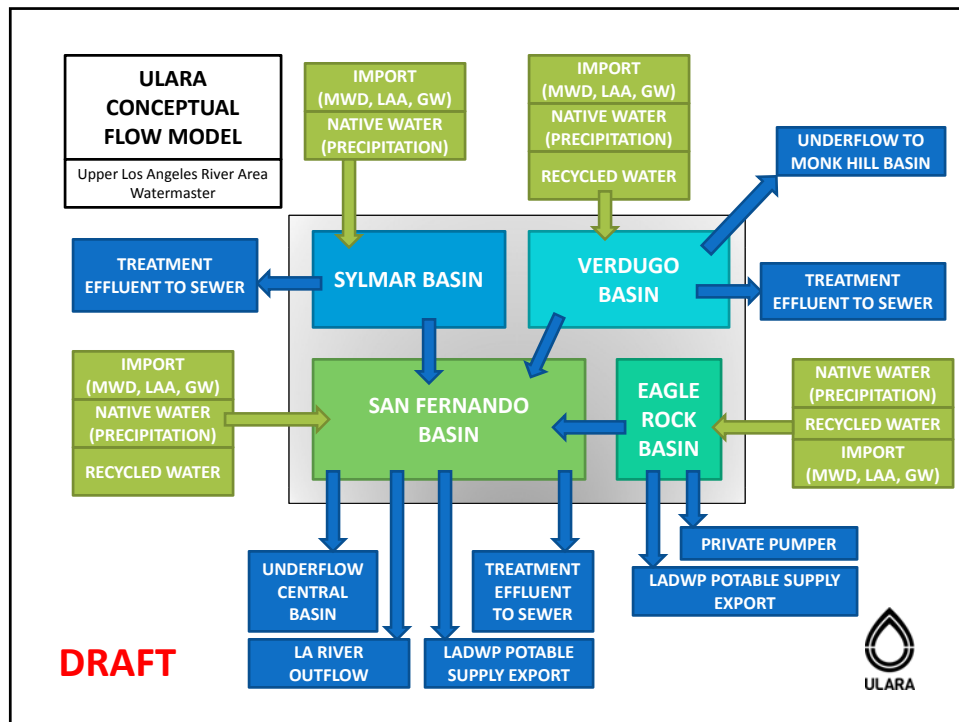 ULARA
CONCEPTUAL
FLOW MODEL
Upper Los Angeles River Area
Watermaster
IMPORT
(MWD, LAA, GW)
NATIVE WATER
(PRECIPITATION)
IMPORT
(MWD, LAA, GW)
NATIVE WATER
(PRECIPITATION)
RECYCLED WATER
UNDERFLOW TO
MONK HILL BASIN
TREATMENT
EFFLUENT TO SEWER
SYLMAR BASIN
VERDUGO
BASIN
TREATMENT
EFFLUENT TO SEWER
IMPORT
(MWD, LAA, GW)
NATIVE WATER
(PRECIPITATION)
RECYCLED WATER
SAN FERNANDO
BASIN
EAGLE
ROCK
BASIN
NATIVE WATER
(PRECIPITATION)
RECYCLED WATER
IMPORT
(MWD, LAA, GW)
UNDERFLOW
CENTRAL
BASIN
TREATMENT
EFFLUENT
TO SEWER
PRIVATE PUMPER
LADWP POTABLE SUPPLY
EXPORT
LA RIVER
OUTFLOW
LADWP POTABLE
SUPPLY EXPORT
DRAFT
ULARA